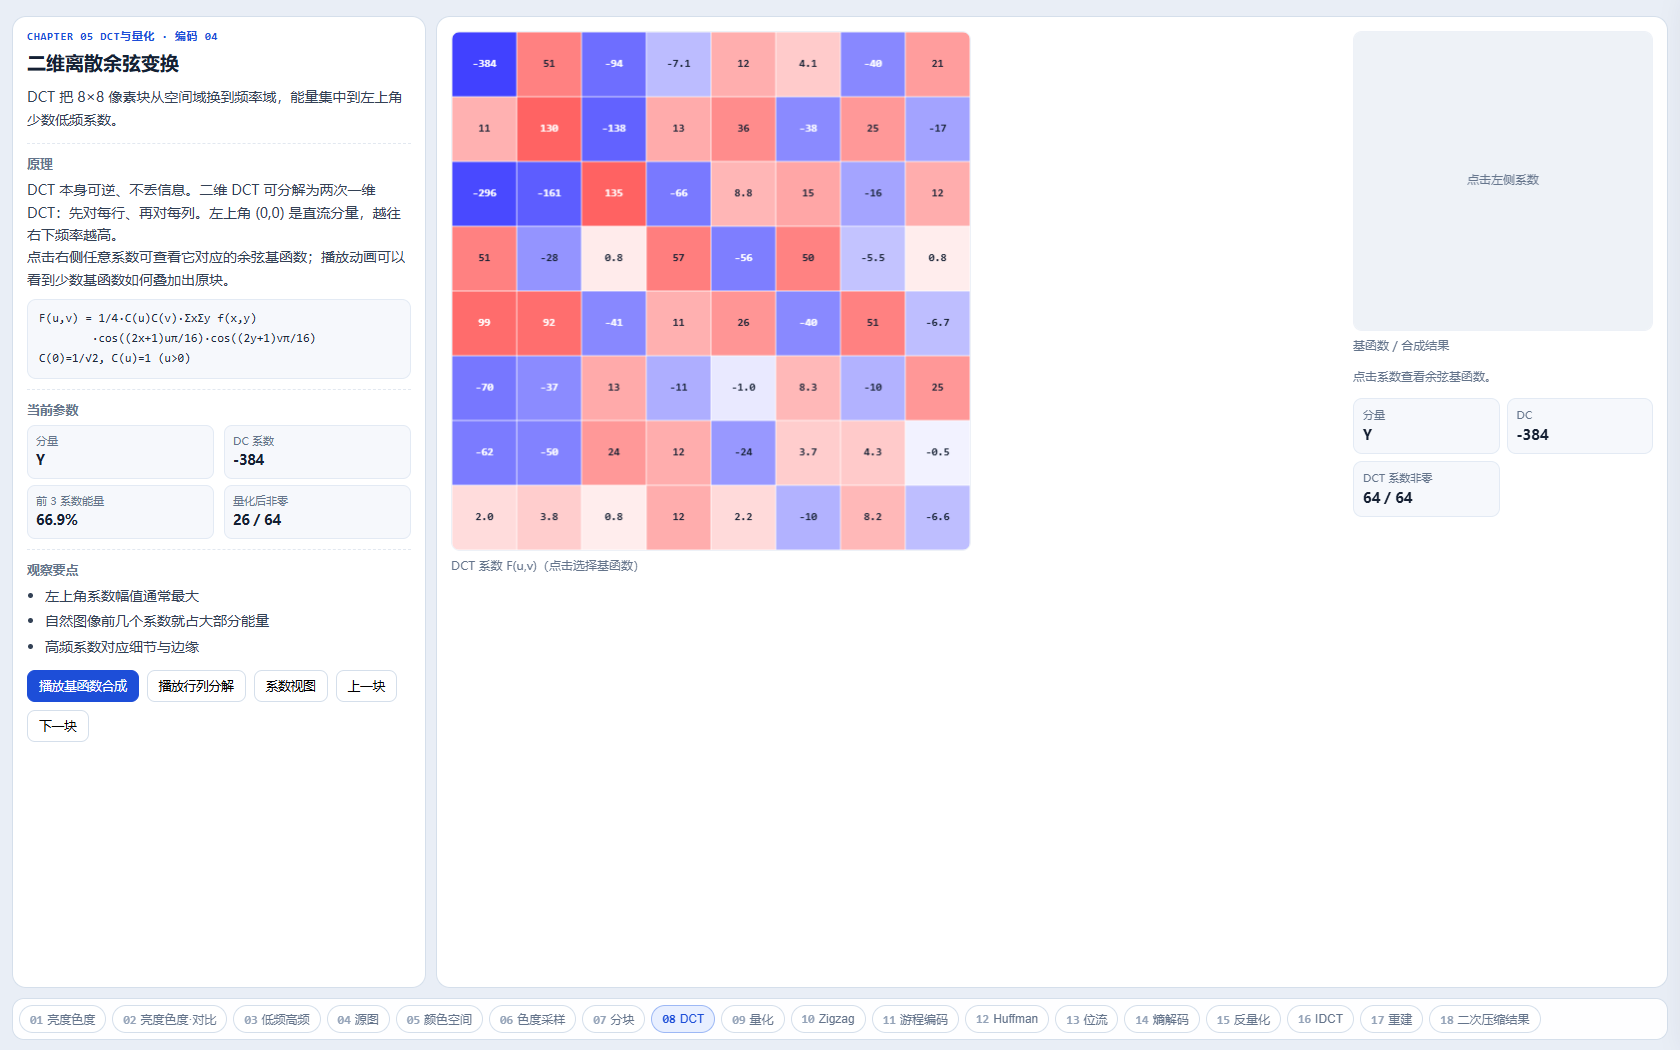 CHAPTER 05 DCT与量化 · 编码 04
二维离散余弦变换
DCT 把 8×8 像素块从空间域换到频率域，能量集中到左上角
少数低频系数。
原理
DCT 本身可逆、不丢信息。二维 DCT 可分解为两次一维
DCT：先对每行、再对每列。左上角 (0,0) 是直流分量，越往
右下频率越高。
点击右侧任意系数可查看它对应的余弦基函数；播放动画可以
看到少数基函数如何叠加出原块。
F(u,v) = 1/4·C(u)C(v)·ΣxΣy f(x,y)
·cos((2x+1)uπ/16)·cos((2y+1)vπ/16)
C(0)=1/√2, C(u)=1 (u>0)
当前参数
分量
Y
DC 系数
-384
前 3 系数能量
66.9%
量化后非零
26 / 64
观察要点
• 左上角系数幅值通常最大
• 自然图像前几个系数就占大部分能量
• 高频系数对应细节与边缘
播放基函数合成 播放行列分解 系数视图 上一块
下一块
-384 51 -94 -7.1 12 4.1 -40 21
11 130 -138 13 36 -38 25 -17
-296 -161 135 -66 8.8 15 -16 12
51 -28 0.8 57 -56 50 -5.5 0.8
99 92 -41 11 26 -40 51 -6.7
-70 -37 13 -11 -1.0 8.3 -10 25
-62 -50 24 12 -24 3.7 4.3 -0.5
2.0 3.8 0.8 12 2.2 -10 8.2 -6.6
DCT 系数 F(u,v)（点击选择基函数）
点击左侧系数
基函数 / 合成结果
点击系数查看余弦基函数。
分量
Y
DC
-384
DCT 系数非零
64 / 64
01 亮度色度 02 亮度色度·对比 03 低频高频 04 源图 05 颜色空间 06 色度采样 07 分块 08 DCT 09 量化 10 Zigzag 11 游程编码 12 Huffman 13 位流 14 熵解码 15 反量化 16 IDCT 17 重建 18 二次压缩结果